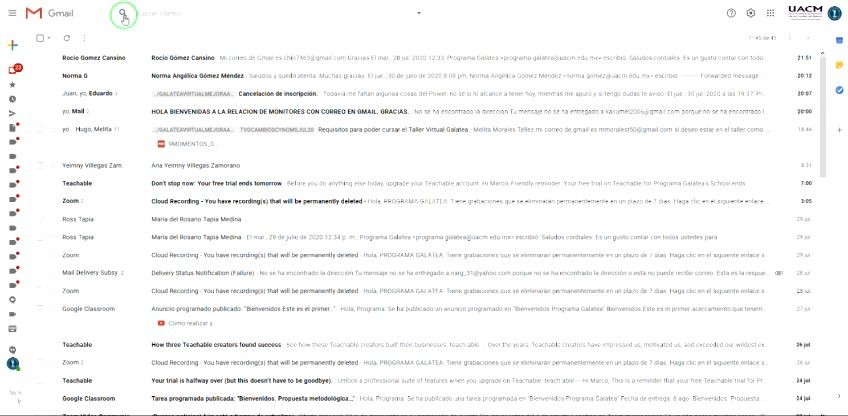 Gmail
Buscar correo
UACM
1-45 de 45
23
Rocio Gomez Cansino Rocío Gómez Cansino - Mi correo de Gmail es chio7463@gmail.com Gracias El mar., 28 jul. 2020 12:33, Programa Galatea <programa.galatea@uacm.edu.mx> escribió: Saludos cordiales. Es un gusto contar con todo 21:51
Norma G Norma Angélica Gómez Méndez - Saludos y quedo atenta. Muchas gracias. El jue., 30 de julio de 2020 8:09 pm, Norma Angélica Gómez Méndez <norma.gomez@uacm.edu.mx> escribió: Forwarded message 20:12
Juan, yo, Eduardo 3 .../GALATEAVIRTUALMEJORAA... Cancelación de inscripción. - Todavía me faltan algunas cosas del Power, no se si lo alcance a tener hoy, mientras me apuro y si tengo dudas te aviso! El jue., 30 jul. a las 19:37 Pr... 20:07
yo, Mail 2 HOLA BIENVENIDAS A LA RELACION DE MONITORES CON CORREO EN GMAIL. GRACIAS. - No se ha encontrado la dirección Tu mensaje no se ha entregado a kakumei2006@gmail.com porque no se ha encontrado l 20:00
yo .. Hugo, Melita 11 .../GALATEAVIRTUALMEJORAA... TVGCAMBIOSCYNOMSJUL20 Requisitos para poder cursar el Taller Virtual Galatea - Melita Morales Tellez mi correo de gmail es mmoralest50@gmail.com si deseo estar en el taller como ... 18:46
9MOMENTOS_G...
Yeimny Villegas Zam. Ana Yeimny Villegas Zamorano - 8:31
Teachable Don't stop now: Your free trial ends tomorrow - Before you do anything else today, upgrade your Teachable account. Hi Marco, Friendly reminder: Your free trial on Teachable for Programa Galatea's School ends 7:00
Zoom 2 Cloud Recording - You have recording(s) that will be permanently deleted - Hola, PROGRAMA GALATEA, Tiene grabaciones que se eliminarán permanentemente en un plazo de 7 días. Haga clic en el siguiente enlace ... 3:05
Ross Tapia María del Rosario Tapia Medina 29 jul.
Ross Tapia María del Rosario Tapia Medina - El mar., 28 de julio de 2020 12:34 p. m., Programa Galatea <programa.galatea@uacm.edu.mx> escribió: Saludos cordiales. Es un gusto contar con todos ustedes para 29 jul.
Zoom Cloud Recording - You have recording(s) that will be permanently deleted - Hola, PROGRAMA GALATEA, Tiene grabaciones que se eliminarán permanentemente en un plazo de 7 días. Haga clic en el siguiente enlace s... 29 jul.
Mail Delivery Subsy. 2 Delivery Status Notification (Failure) - No se ha encontrado la dirección Tu mensaje no se ha entregado a narg_31@yahoo.com porque no se ha encontrado la dirección o esta no puede recibir correo. Esta es la respue... 28 jul.
Zoom Cloud Recording - You have recording(s) that will be permanently deleted - Hola, PROGRAMA GALATEA, Tiene grabaciones que se eliminarán permanentemente en un plazo de 7 días. Haga clic en el siguiente enlace s... 28 jul.
Google Classroom Anuncio programado publicado: "Bienvenidos Este es el primer..." - Hola, Programa: Se ha publicado un anuncio programado en "Bienvenidos Programa Galatea" Bienvenidos Este es el primer acercamiento que tenem 27 jul.
Cómo realizar y...
Teachable How three Teachable creators found success - See how these Teachable creators built their businesses. Over the years, Teachable creators have impressed us, motivated us, and exceeded our wildest ex... 26 jul.
Zoom 2 Cloud Recording - You have recording(s) that will be permanently deleted - Hola, PROGRAMA GALATEA, Tiene grabaciones que se eliminarán permanentemente en un plazo de 7 días. Haga clic en el siguiente enlace ... 26 jul.
Teachable Your trial is halfway over (but this doesn't have to be goodbye). - Unlock a professional suite of features when you upgrade on Teachable Hi Marco, This is a reminder that your free Teachable trial for Pr 24 jul.
Google Classroom Tarea programada publicada: "Bienvenidos, Propuesta metodológica..." - Hola, Programa: Se ha publicado una tarea programada en "Bienvenidos Programa Galatea" Fecha de entrega: 6 ago. Bienvenidos, Propuesta ... 24 jul.